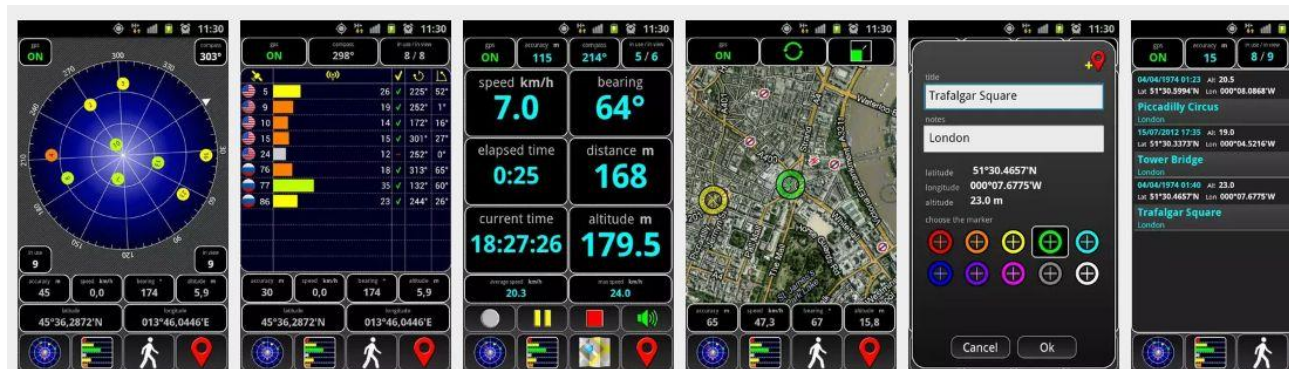 11:30
gps
ON
compass
303°
300
270
240
210
150
120
60
30
in use
9
in view
9
accuracy m
45
speed km/h
0,0
bearing °
174
altitude m
5,9
latitude
45°36,2872'N
longitude
013°46,0446'E
11:30
gps
ON
compass
298°
in use / in view
8 / 8
5 26 225° 52°
9 19 252° 1°
10 14 172° 16°
15 15 301° 27°
24 12 252° 0°
76 18 313° 65°
77 35 132° 60°
86 23 244° 26°
accuracy m
30
speed km/h
0,0
bearing °
174
altitude m
5,9
latitude
45°36,2872'N
longitude
013°46,0446'E
11:30
gps
ON
accuracy m
115
compass
214°
in use / in view
5 / 6
speed km/h
7.0
bearing
64°
elapsed time
0:25
distance m
168
current time
18:27:26
altitude m
179.5
average speed km/h
20.3
max speed km/h
24.0
11:30
gps
ON
A4
A400
Strand
Waterloo
The Mall
accuracy m
65
speed km/h
47,3
bearing °
67
altitude m
15,8
11:30
title
Trafalgar Square
notes
London
latitude 51°30.4657'N
longitude 000°07.6775'W
altitude 23.0 m
choose the marker
Cancel
Ok
11:30
gps
ON
accuracy m
15
in use / in view
8 / 9
04/04/1974 01:23 Alt 20.5
Lat 51°30.5994'N Lon 000°08.0868'W
Piccadilly Circus
London
15/07/2012 17:35 Alt 19.0
Lat 51°30.3373'N Lon 000°04.5216'W
Tower Bridge
London
04/04/1974 01:40 Alt 23.0
Lat 51°30.4657'N Lon 000°07.6775'W
Trafalgar Square
London